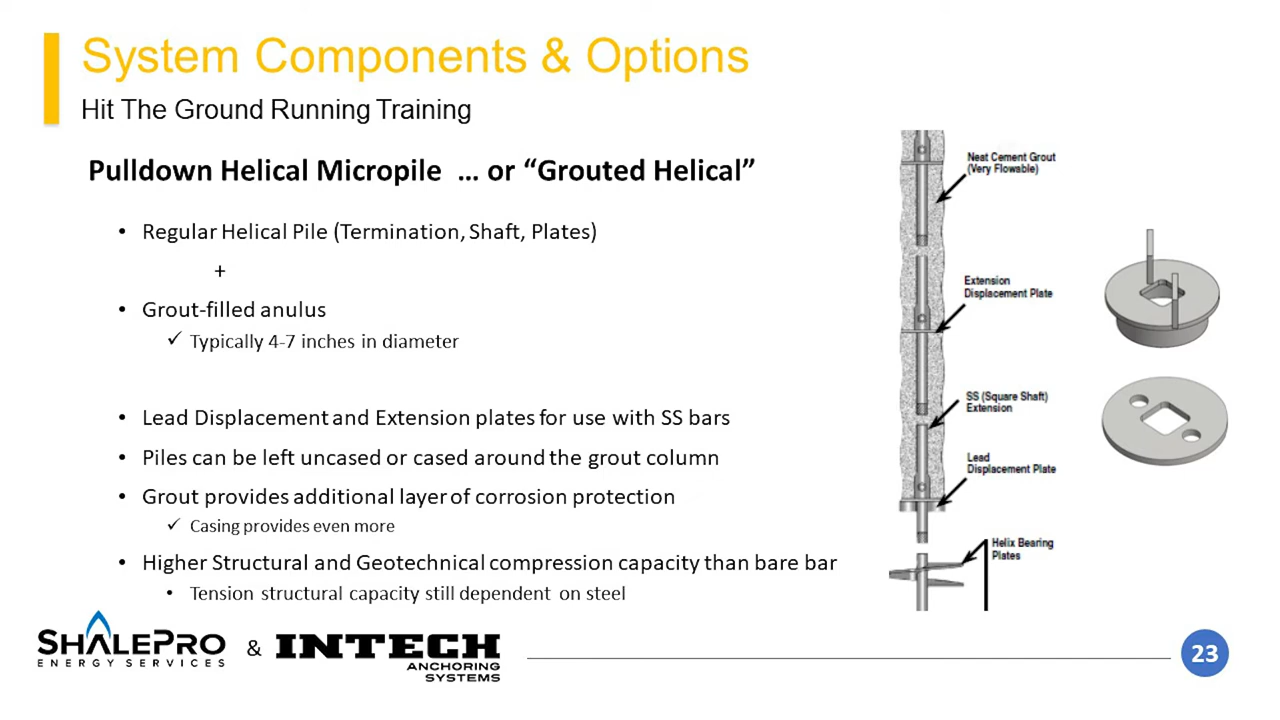 System Components & Options
Hit The Ground Running Training
Pulldown Helical Micropile … or “Grouted Helical”
• Regular Helical Pile (Termination, Shaft, Plates)
+
• Grout-filled anulus
✓ Typically 4-7 inches in diameter
• Lead Displacement and Extension plates for use with SS bars
• Piles can be left uncased or cased around the grout column
• Grout provides additional layer of corrosion protection
✓ Casing provides even more
• Higher Structural and Geotechnical compression capacity than bare bar
• Tension structural capacity still dependent on steel
Neat Cement Grout
(Very Flowable)
Extension
Displacement Plate
SS (Square Shaft)
Extension
Lead
Displacement Plate
Helix Bearing
Plates
SHALEPRO
ENERGY SERVICES
&
INTECH
ANCHORING
SYSTEMS
23